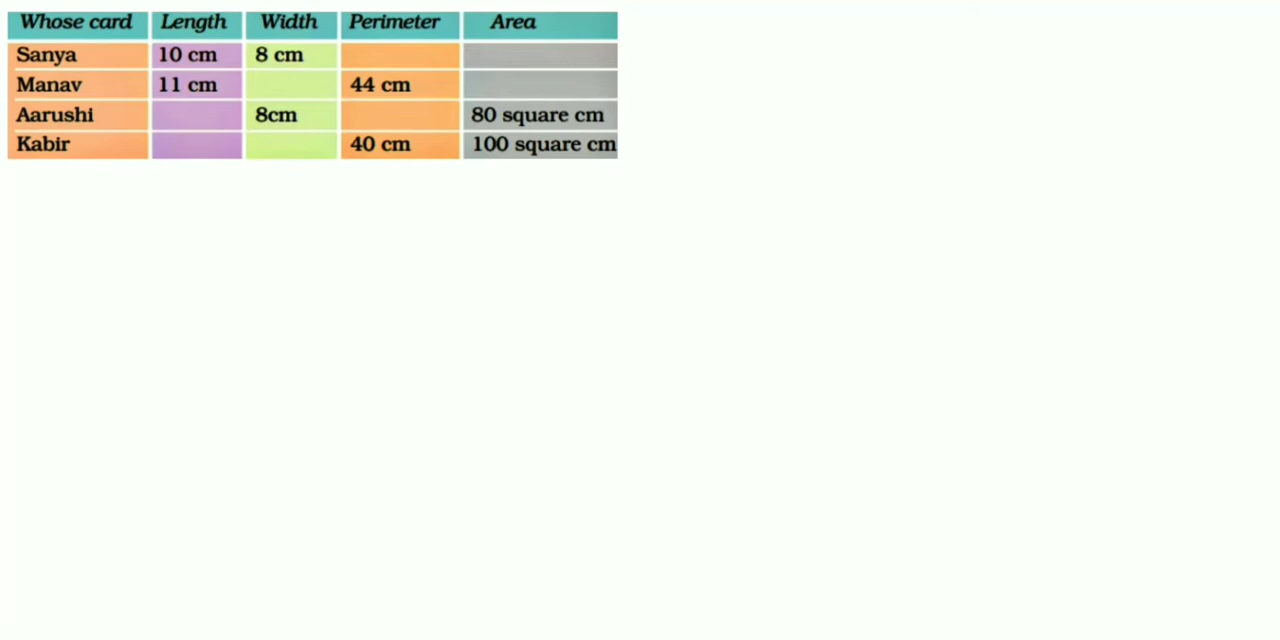 Whose card Length Width Perimeter Area
Sanya 10 cm 8 cm
Manav 11 cm 44 cm
Aarushi 8cm 80 square cm
Kabir 40 cm 100 square cm